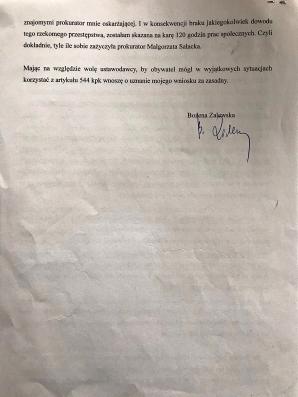 znajomymi prokurator mnie oskarżającej. I w konsekwencji braku jakiegokolwiek dowodu
tego rzekomego przestępstwa, zostałam skazana na karę 120 godzin prac społecznych. Czyli
dokładnie, tyle ile sobie zażyczyła prokurator Małgorzata Sałacka.
Mając na względzie wolę ustawodawcy, by obywatel mógł w wyjątkowych sytuacjach
korzystać z artykułu 544 kpk wnoszę o uznanie mojego wniosku za zasadny.
Bożena Zalewska